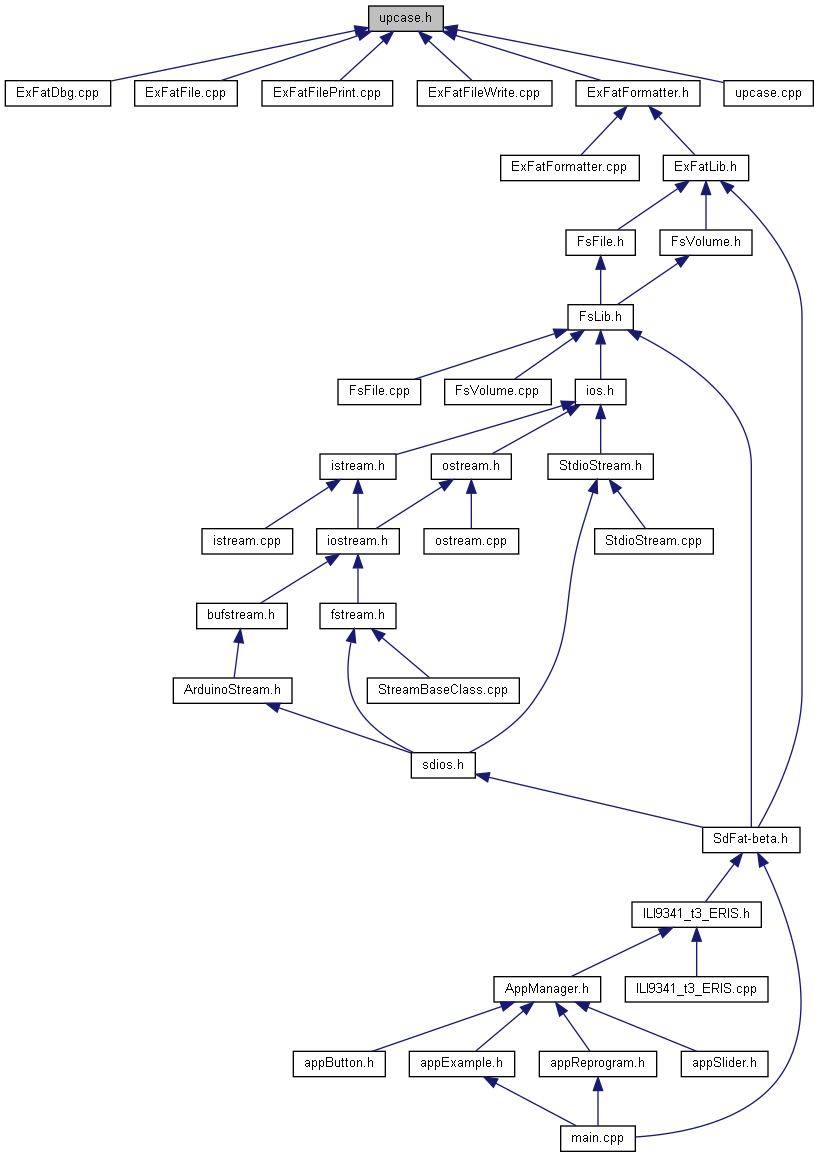 upcase.h
ExFatDbg.cpp
ExFatFile.cpp
ExFatFilePrint.cpp
ExFatFileWrite.cpp
ExFatFormatter.h
upcase.cpp
ExFatFormatter.cpp
ExFatLib.h
FsFile.h
FsVolume.h
FsLib.h
FsFile.cpp
FsVolume.cpp
ios.h
istream.h
ostream.h
StdioStream.h
istream.cpp
iostream.h
ostream.cpp
StdioStream.cpp
bufstream.h
fstream.h
ArduinoStream.h
StreamBaseClass.cpp
sdios.h
SdFat-beta.h
ILI9341_t3_ERIS.h
AppManager.h
ILI9341_t3_ERIS.cpp
appButton.h
appExample.h
appReprogram.h
appSlider.h
main.cpp